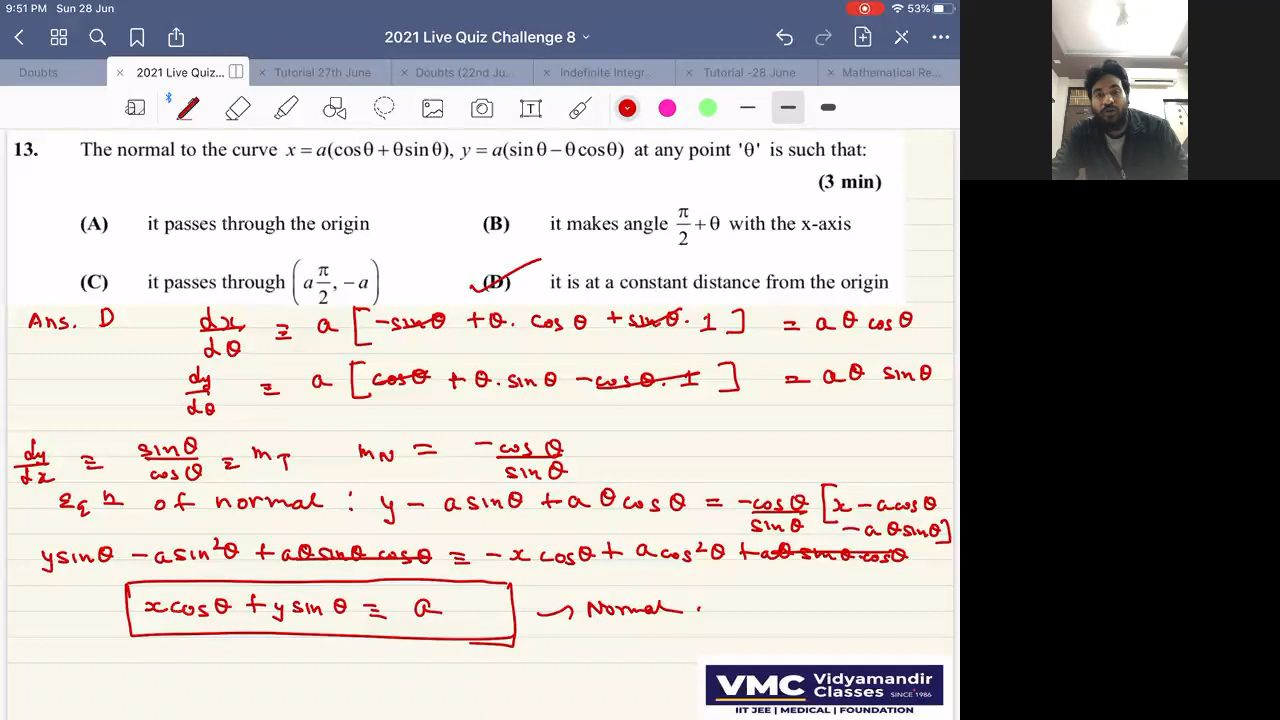 9:51 PM Sun 28 Jun
53%
2021 Live Quiz Challenge 8
Doubts
2021 Live Quiz...
Tutorial 27th June
Doubts (22nd Ju...
Indefinite Integr...
Tutorial -28 June
Mathematical Re...
13. The normal to the curve x = a(cosθ + θsinθ), y = a(sinθ − θcosθ) at any point 'θ' is such that:
(3 min)
(A) it passes through the origin
(B) it makes angle π/2 + θ with the x-axis
(C) it passes through (a π/2, −a)
(D) it is at a constant distance from the origin
Ans. D dx/dθ = a [-sinθ + θ. cosθ + sinθ. 1] = aθ cosθ
dy/dθ = a [cosθ + θ. sinθ - cosθ. 1] = aθ sinθ
dy/dx = sinθ/cosθ = mT mN = -cosθ/sinθ
Eqn of normal : y - a sinθ + aθcosθ = -cosθ/sinθ [x - a cosθ - aθsinθ]
y sinθ - a sin²θ + aθ sinθ cosθ = -x cosθ + a cos²θ + aθ sinθ cosθ
x cosθ + y sinθ = a → Normal.
VMC Vidyamandir Classes SINCE 1986
IIT JEE | MEDICAL | FOUNDATION